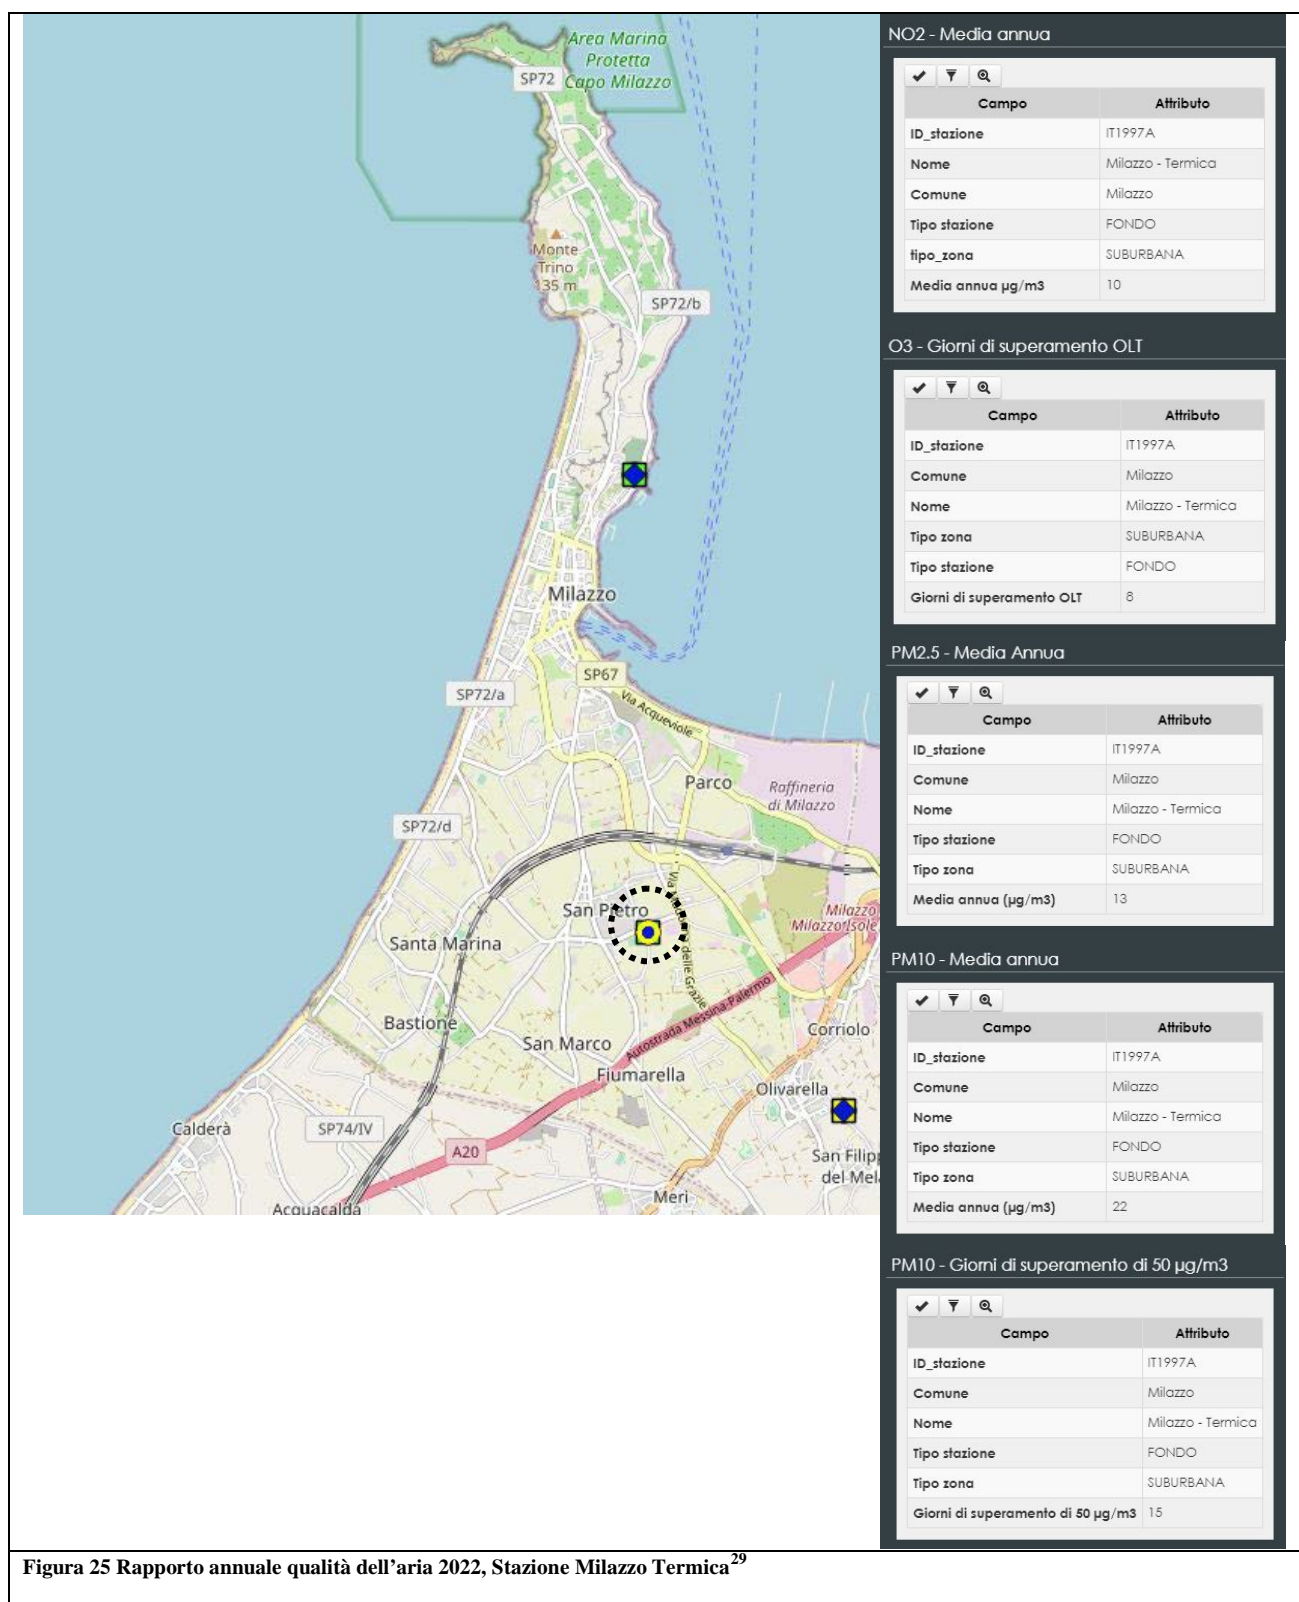 Area Marina
Protetta
Capo Milazzo
SP72
Monte
Trino
135 m
SP72/b
Milazzo
SP67
SP72/a
Via Acqueviole
Parco
Raffineria
di Milazzo
SP72/d
San Pietro
Milazzo
Milazzo Isole
Santa Marina
delle Grazie
Bastione
San Marco
Autostrada Messina-Palermo
Corriolo
Fiumarella
Olivarella
Calderà
SP74/IV
A20
San Filip
del Mel
Merì
Acquacalda
NO2 - Media annua
Campo Attributo
ID_stazione IT1997A
Nome Milazzo - Termica
Comune Milazzo
Tipo stazione FONDO
tipo_zona SUBURBANA
Media annua µg/m3 10
O3 - Giorni di superamento OLT
Campo Attributo
ID_stazione IT1997A
Comune Milazzo
Nome Milazzo - Termica
Tipo zona SUBURBANA
Tipo stazione FONDO
Giorni di superamento OLT 8
PM2.5 - Media Annua
Campo Attributo
ID_stazione IT1997A
Comune Milazzo
Nome Milazzo - Termica
Tipo stazione FONDO
Tipo zona SUBURBANA
Media annua (µg/m3) 13
PM10 - Media annua
Campo Attributo
ID_stazione IT1997A
Comune Milazzo
Nome Milazzo - Termica
Tipo stazione FONDO
Tipo zona SUBURBANA
Media annua (µg/m3) 22
PM10 - Giorni di superamento di 50 µg/m3
Campo Attributo
ID_stazione IT1997A
Comune Milazzo
Nome Milazzo - Termica
Tipo stazione FONDO
Tipo zona SUBURBANA
Giorni di superamento di 50 µg/m3 15
Figura 25 Rapporto annuale qualità dell’aria 2022, Stazione Milazzo Termica29